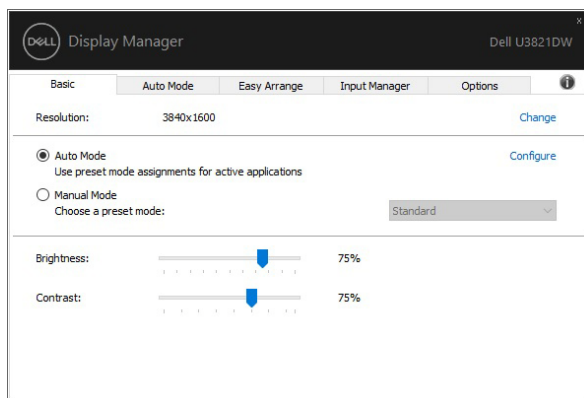 DELL Display Manager
Dell U3821DW
x
Basic
Auto Mode
Easy Arrange
Input Manager
Options
i
Resolution: 3840x1600 Change
Auto Mode Configure
Use preset mode assignments for active applications
Manual Mode
Choose a preset mode: Standard
Brightness: 75%
Contrast: 75%